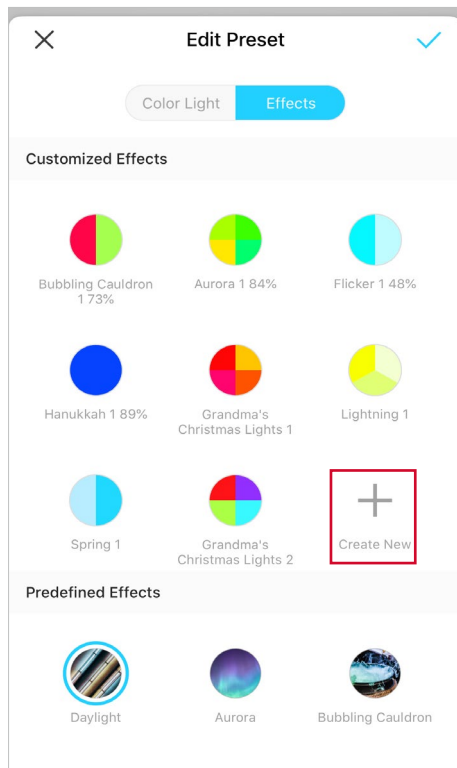 Edit Preset
Color Light
Effects
Customized Effects
Bubbling Cauldron
1 73%
Aurora 1 84%
Flicker 1 48%
Hanukkah 1 89%
Grandma's
Christmas Lights 1
Lightning 1
Spring 1
Grandma's
Christmas Lights 2
Create New
Predefined Effects
Daylight
Aurora
Bubbling Cauldron